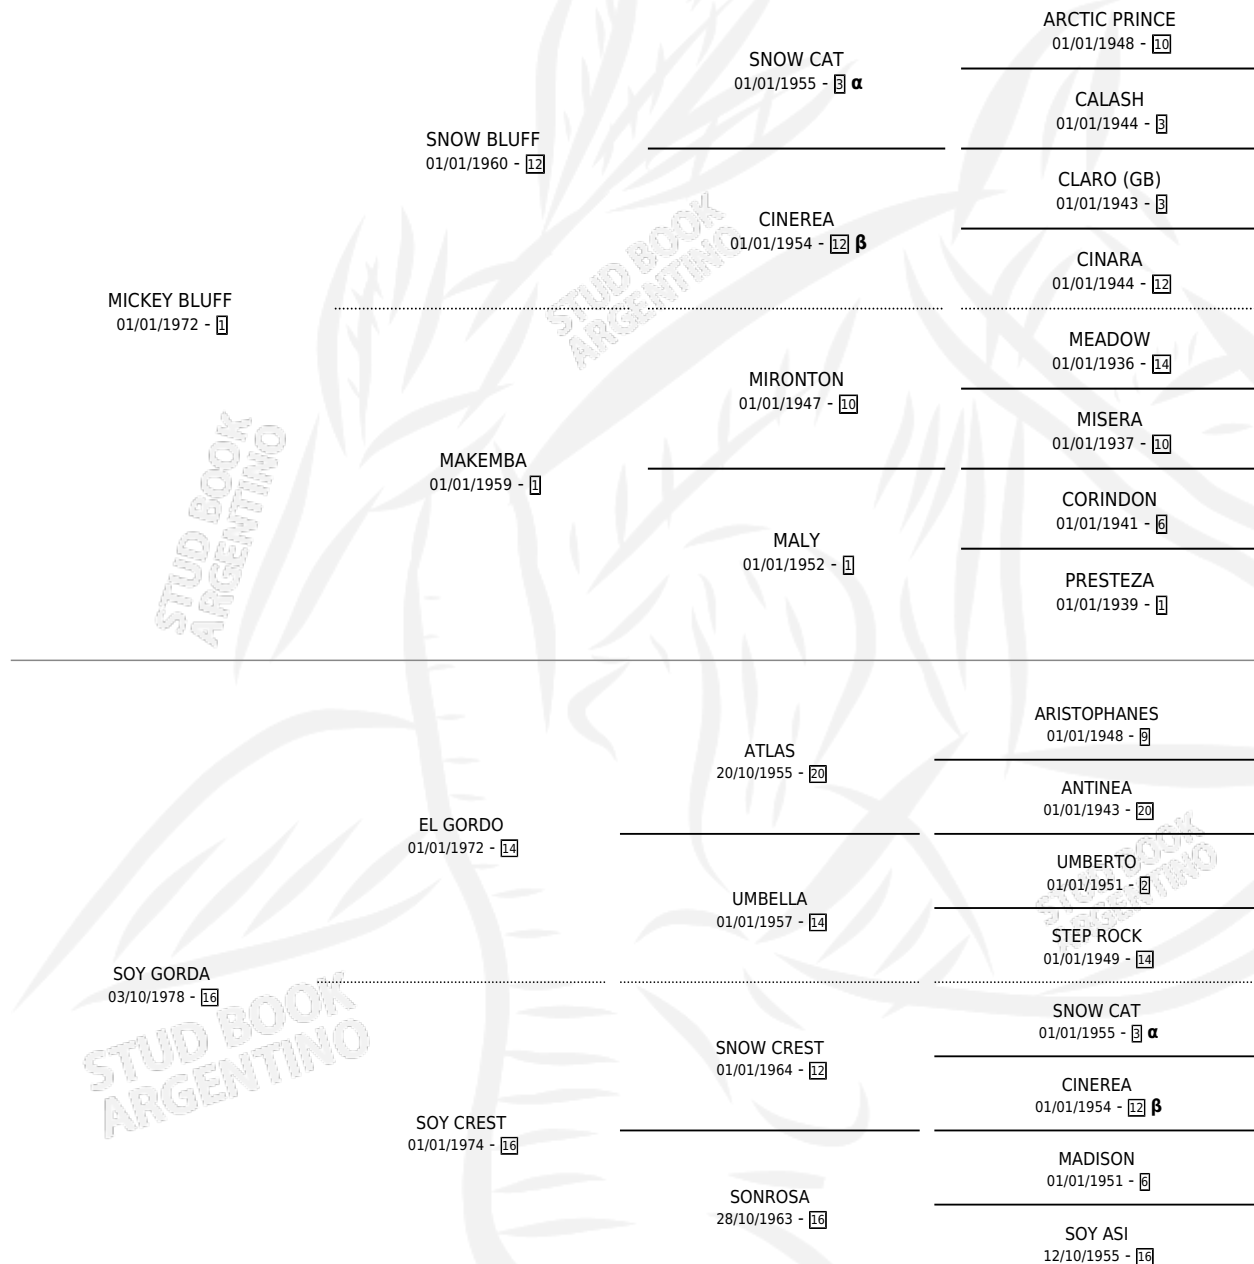 ARCTIC PRINCE
01/01/1948 - 10
SNOW CAT
01/01/1955 - 3 α
CALASH
01/01/1944 - 3
SNOW BLUFF
01/01/1960 - 12
CLARO (GB)
01/01/1943 - 3
CINEREA
01/01/1954 - 12 β
CINARA
01/01/1944 - 12
MICKEY BLUFF
01/01/1972 - 1
MEADOW
01/01/1936 - 14
MIRONTON
01/01/1947 - 10
MISERA
01/01/1937 - 10
MAKEMBA
01/01/1959 - 1
CORINDON
01/01/1941 - 6
MALY
01/01/1952 - 1
PRESTEZA
01/01/1939 - 1
ARISTOPHANES
01/01/1948 - 9
ATLAS
20/10/1955 - 20
ANTINEA
01/01/1943 - 20
EL GORDO
01/01/1972 - 14
UMBERTO
01/01/1951 - 2
UMBELLA
01/01/1957 - 14
STEP ROCK
01/01/1949 - 14
SOY GORDA
03/10/1978 - 16
SNOW CAT
01/01/1955 - 3 α
SNOW CREST
01/01/1964 - 12
CINEREA
01/01/1954 - 12 β
SOY CREST
01/01/1974 - 16
MADISON
01/01/1951 - 6
SONROSA
28/10/1963 - 16
SOY ASI
12/10/1955 - 16
STUD BOOK
ARGENTINO
STUD BOOK
ARGENTINO
STUD BOOK
ARGENTINO
STUD BOOK
ARGENTINO